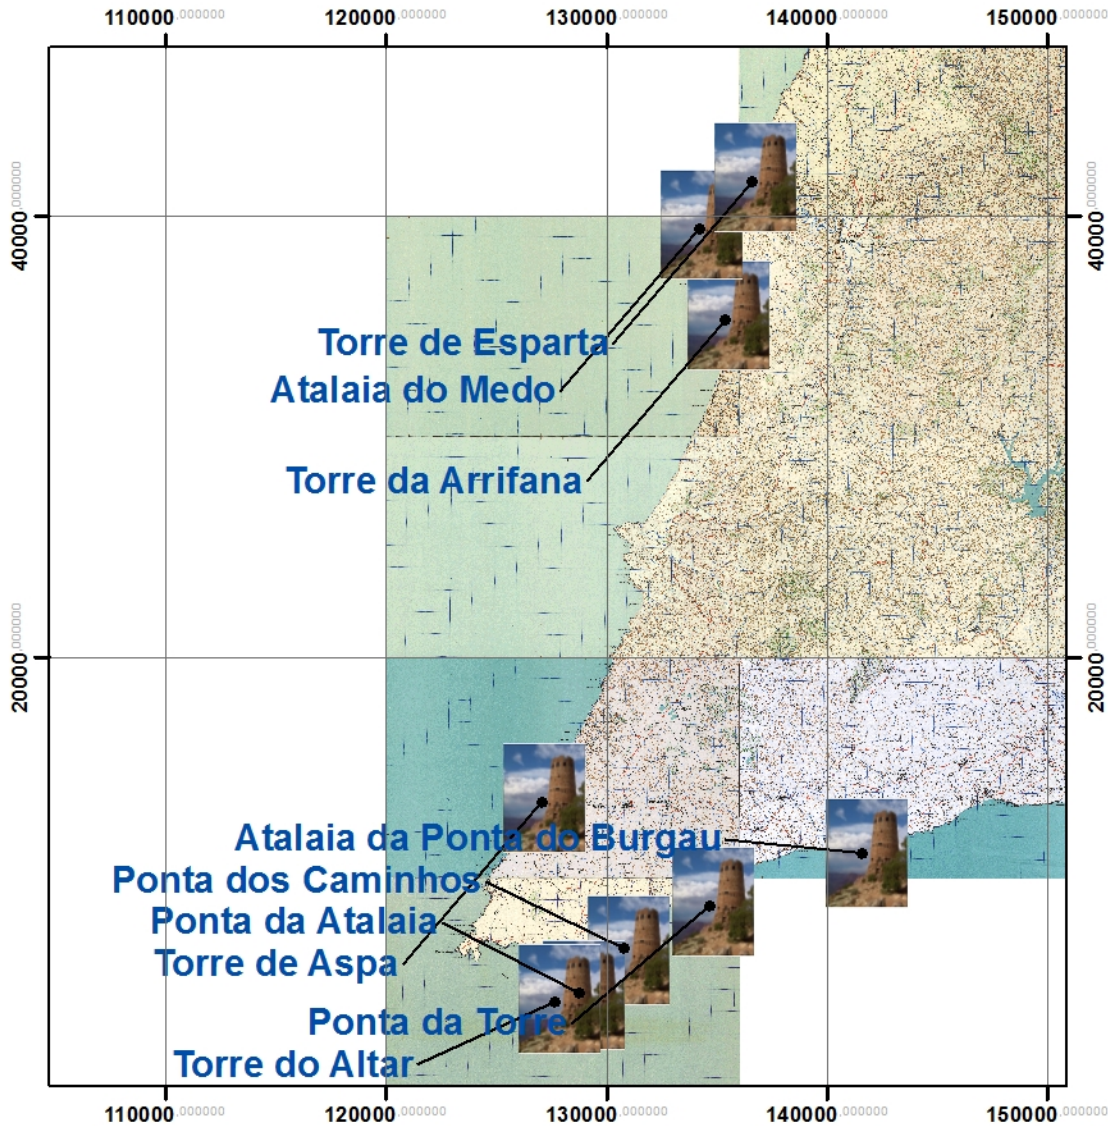 110000,000000 120000,000000 130000,000000 140000,000000 150000,000000
40000,000000
40000,000000
Torre de Esparta
Atalaia do Medo
Torre da Arrifana
20000,000000
20000,000000
Atalaia da Ponta do Burgau
Ponta dos Caminhos
Ponta da Atalaia
Torre de Aspa
Ponta da Torre
Torre do Altar
110000,000000 120000,000000 130000,000000 140000,000000 150000,000000